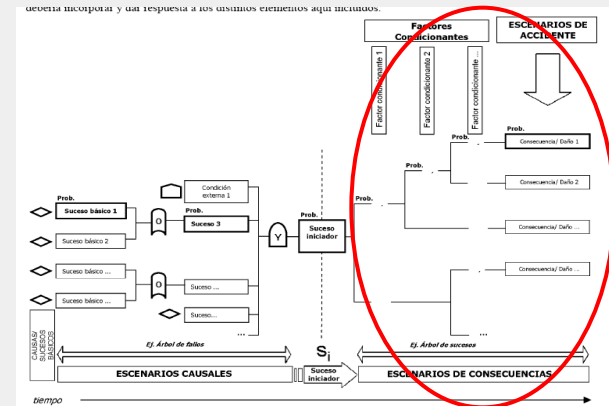 debería incorporar y dar respuesta a los distintos elementos aquí incluidos.
Factores
Condicionantes
ESCENARIOS DE
ACCIDENTE
Factor condicionante 1
Factor condicionante 2
Factor condicionante ...
Prob.
Consecuencia/ Daño 1
Prob.
Prob.
Condición
externa 1
Consecuencia/ Daño 2
Prob.
Suceso básico 1
O
Prob.
Suceso 3
Prob.
Suceso
iniciador
Prob.
Y
Suceso básico 2
Consecuencia/ Daño ...
Suceso básico ...
O
Suceso ...
Consecuencia/ Daño ...
Suceso básico ...
Suceso...
...
...
CAUSAS/
SUCESOS
BÁSICOS
Ej. Árbol de fallos
Si
Ej. Árbol de sucesos
ESCENARIOS CAUSALES
Suceso
iniciador
ESCENARIOS DE CONSECUENCIAS
tiempo